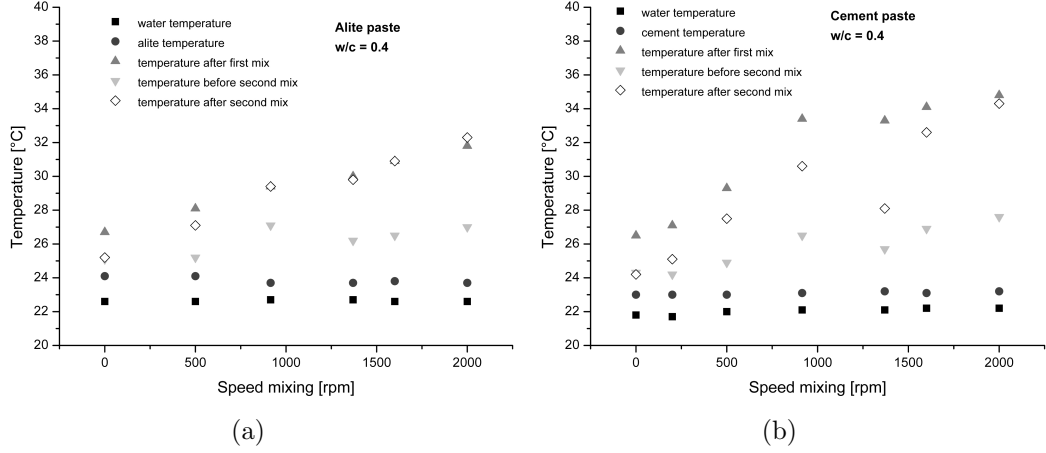 water temperature
alite temperature
temperature after first mix
temperature before second mix
temperature after second mix
Alite paste
w/c = 0.4
40
38
36
34
32
30
28
26
24
22
20
Temperature [°C]
0
500
1000
1500
2000
Speed mixing [rpm]
(a)
water temperature
cement temperature
temperature after first mix
temperature before second mix
temperature after second mix
Cement paste
w/c = 0.4
40
38
36
34
32
30
28
26
24
22
20
Temperature [°C]
0
500
1000
1500
2000
Speed mixing [rpm]
(b)